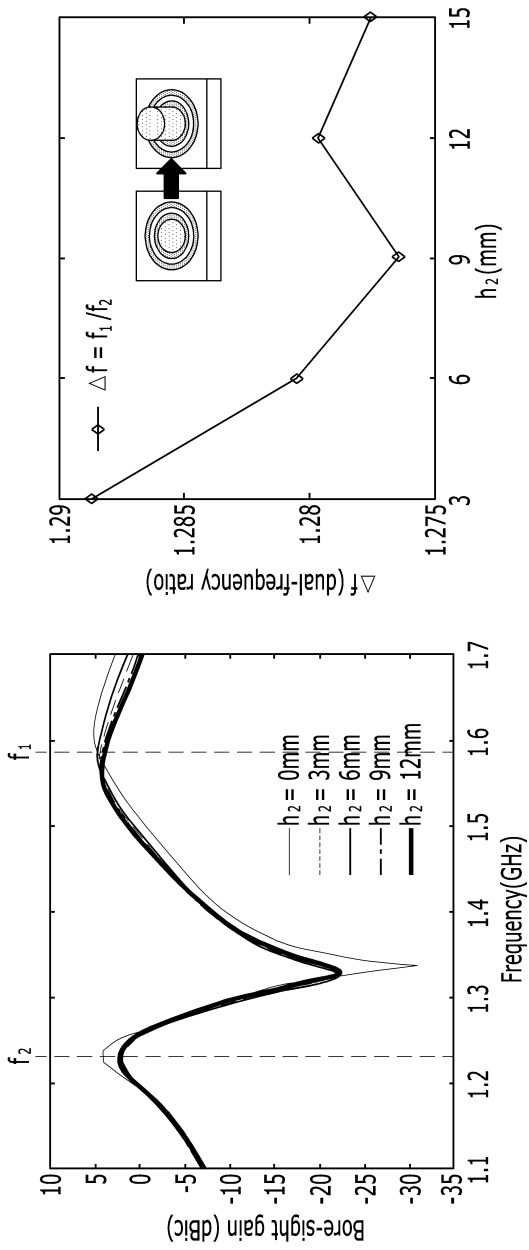 f₂
f₁
10
5
0
-5
-10
-15
-20
-25
-30
-35
Bore-sight gain (dBic)
1.1
1.2
1.3
1.4
1.5
1.6
1.7
Frequency(GHz)
h₂ = 0mm
h₂ = 3mm
h₂ = 6mm
h₂ = 9mm
h₂ = 12mm
1.29
1.285
1.28
1.275
△f (dual-frequency ratio)
3
6
9
12
15
h₂(mm)
△f = f₁/f₂